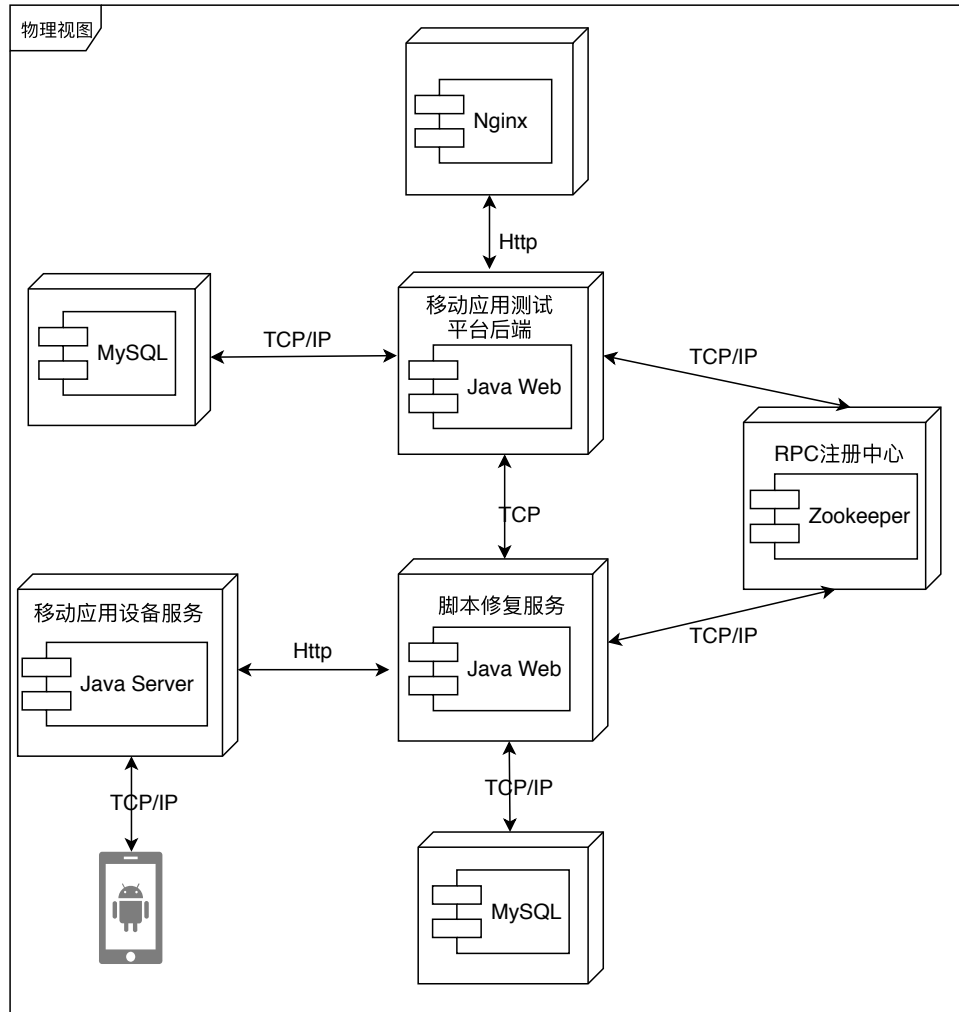 物理视图
Nginx
Http
移动应用测试
平台后端
Java Web
MySQL
TCP/IP
TCP/IP
RPC注册中心
Zookeeper
TCP
移动应用设备服务
Java Server
Http
脚本修复服务
Java Web
TCP/IP
TCP/IP
TCP/IP
MySQL